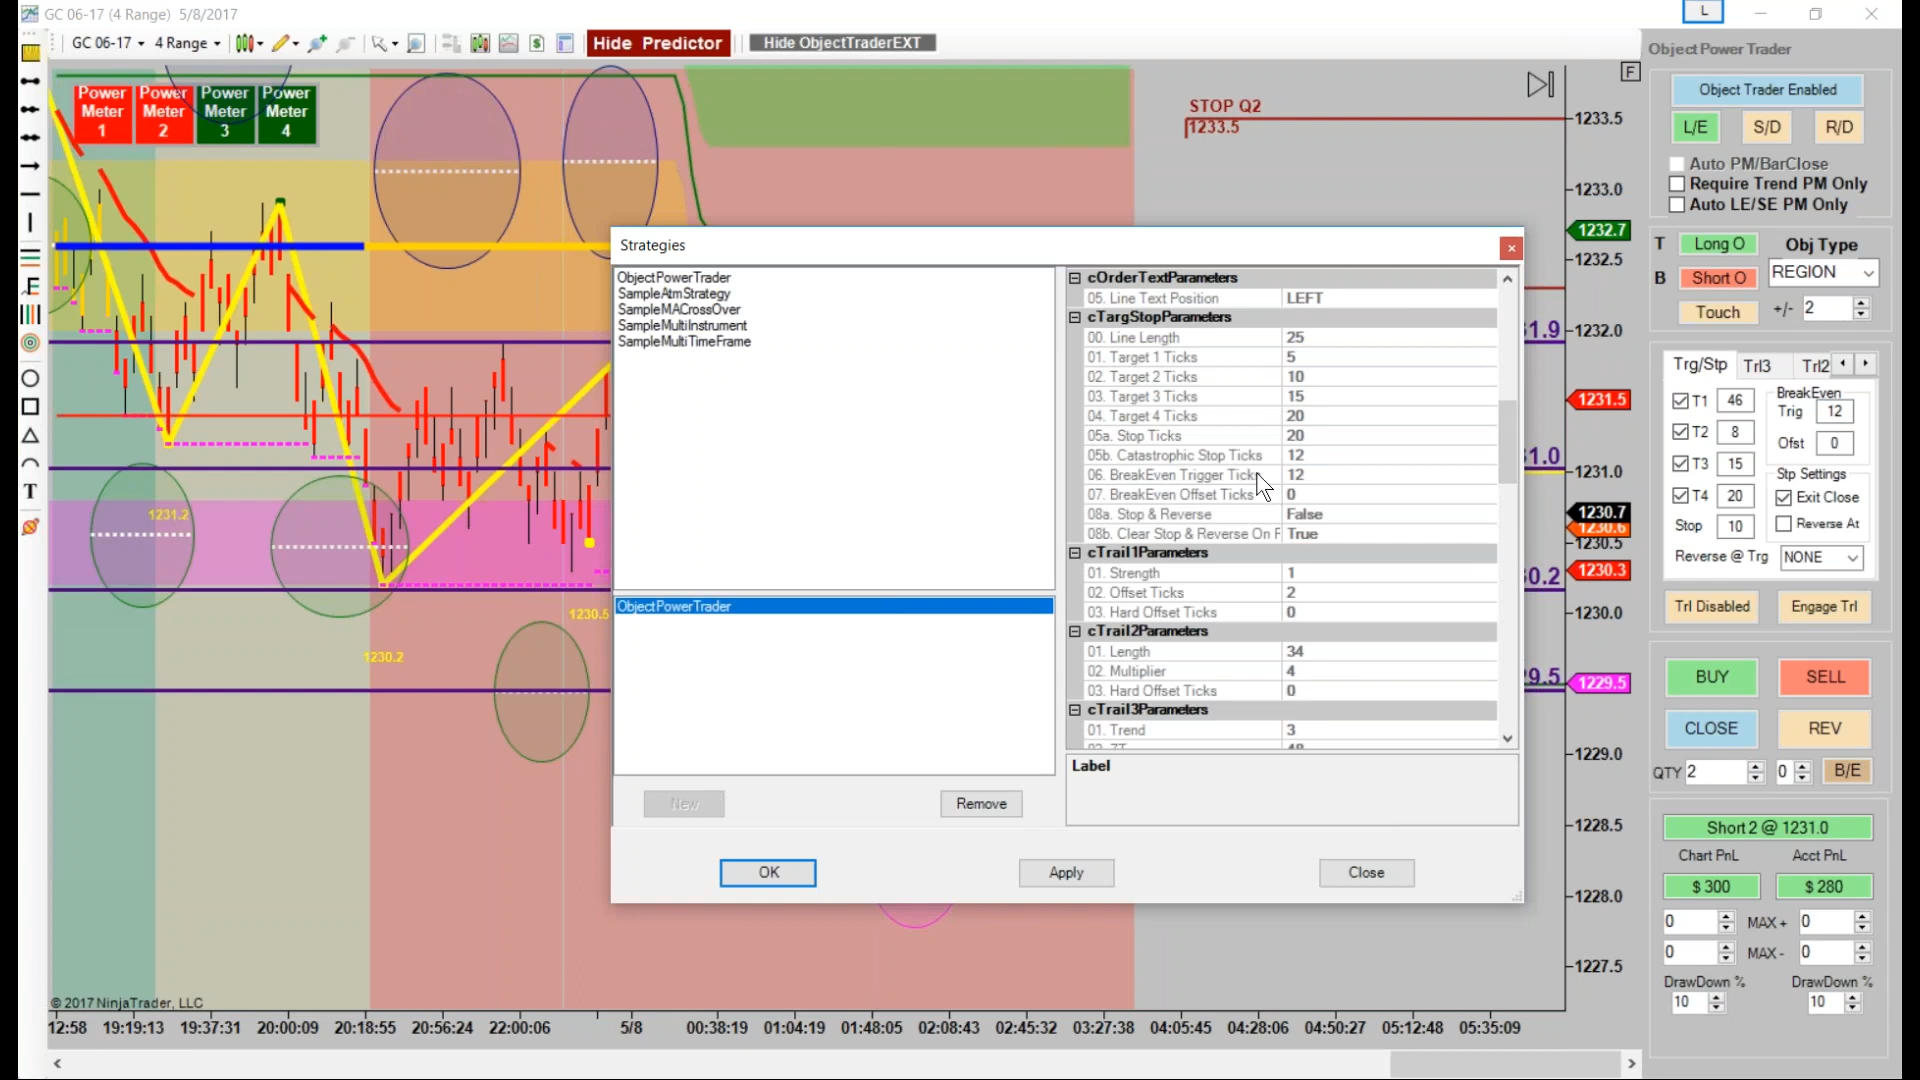 GC 06-17 (4 Range) 5/8/2017
L
GC 06-17 4 Range Hide Predictor Hide ObjectTraderEXT
F
Power Meter 1
Power Meter 2
Power Meter 3
Power Meter 4
STOP Q2
1233.5
1231.2
1230.2
1230.5
Strategies
ObjectPowerTrader
SampleAtmStrategy
SampleMACrossOver
SampleMultiInstrument
SampleMultiTimeFrame
ObjectPowerTrader
New
Remove
cOrderTextParameters
05. Line Text Position LEFT
cTargStopParameters
00. Line Length 25
01. Target 1 Ticks 5
02. Target 2 Ticks 10
03. Target 3 Ticks 15
04. Target 4 Ticks 20
05a. Stop Ticks 20
05b. Catastrophic Stop Ticks 12
06. BreakEven Trigger Ticks 12
07. BreakEven Offset Ticks 0
08a. Stop & Reverse False
08b. Clear Stop & Reverse On F True
cTrail1Parameters
01. Strength 1
02. Offset Ticks 2
03. Hard Offset Ticks 0
cTrail2Parameters
01. Length 34
02. Multiplier 4
03. Hard Offset Ticks 0
cTrail3Parameters
01. Trend 3
Label
OK
Apply
Close
1.9
1.0
0.2
9.5
1233.5
1233.0
1232.7
1232.5
1232.0
1231.5
1231.0
1230.7
1230.6
1230.5
1230.3
1230.0
1229.5
1229.0
1228.5
1228.0
1227.5
© 2017 NinjaTrader, LLC
12:58 19:19:13 19:37:31 20:00:09 20:18:55 20:56:24 22:00:06 5/8 00:38:19 01:04:19 01:48:05 02:08:43 02:45:32 03:27:38 04:05:45 04:28:06 04:50:27 05:12:48 05:35:09
Object Power Trader
Object Trader Enabled
L/E S/D R/D
Auto PM/BarClose
Require Trend PM Only
Auto LE/SE PM Only
T Long O Obj Type
B Short O REGION
Touch +/- 2
Trg/Stp Trl3 Trl2
T1 46
T2 8
T3 15
T4 20
Stop 10
BreakEven
Trig 12
Ofst 0
Stp Settings
Exit Close
Reverse At
Reverse @ Trg NONE
Trl Disabled Engage Trl
BUY SELL
CLOSE REV
QTY 2 0 B/E
Short 2 @ 1231.0
Chart PnL Acct PnL
$ 300 $ 280
0 MAX + 0
0 MAX - 0
DrawDown % DrawDown %
10 10